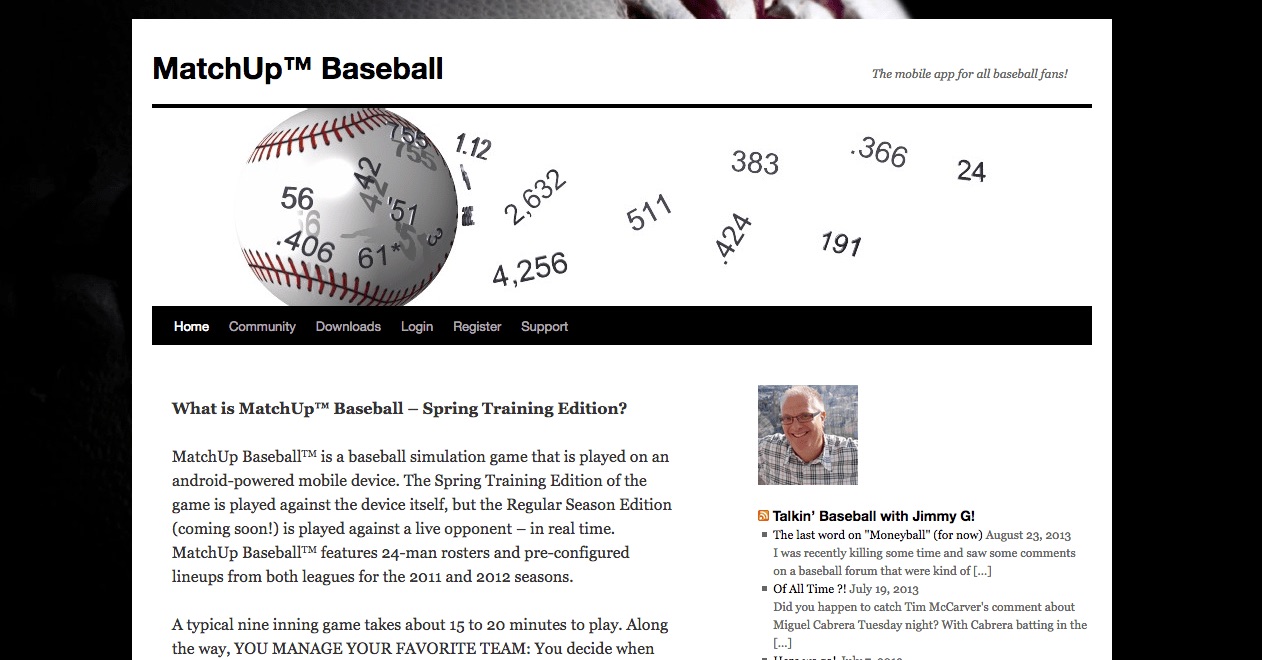 MatchUp™ Baseball
The mobile app for all baseball fans!
755
1.12
383
.366
24
42
2,632
56
'51
511
.424
191
.406
61*
3
4,256
Home Community Downloads Login Register Support
What is MatchUp™ Baseball – Spring Training Edition?
MatchUp Baseball™ is a baseball simulation game that is played on an
android-powered mobile device. The Spring Training Edition of the
game is played against the device itself, but the Regular Season Edition
(coming soon!) is played against a live opponent – in real time.
MatchUp Baseball™ features 24-man rosters and pre-configured
lineups from both leagues for the 2011 and 2012 seasons.
A typical nine inning game takes about 15 to 20 minutes to play. Along
the way, YOU MANAGE YOUR FAVORITE TEAM: You decide when
Talkin’ Baseball with Jimmy G!
The last word on "Moneyball" (for now) August 23, 2013
I was recently killing some time and saw some comments
on a baseball forum that were kind of [...]
Of All Time ?! July 19, 2013
Did you happen to catch Tim McCarver's comment about
Miguel Cabrera Tuesday night? With Cabrera batting in the
[...]